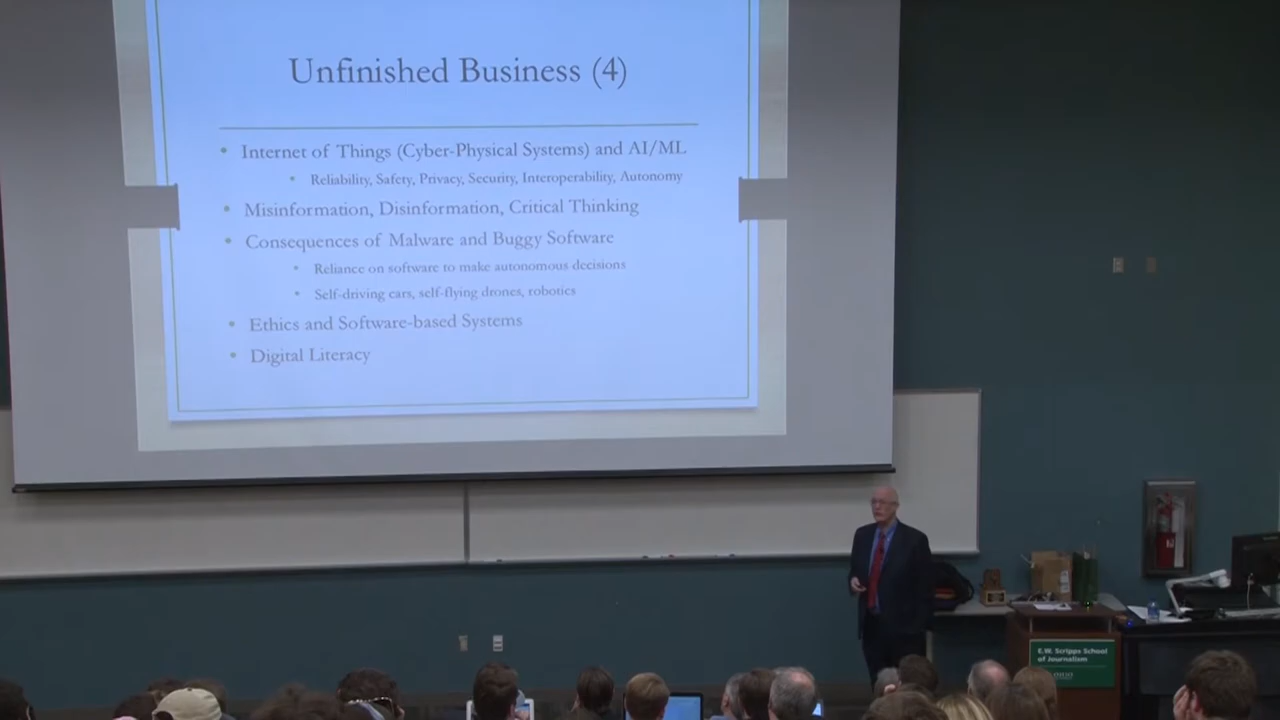 Unfinished Business (4)
Internet of Things (Cyber-Physical Systems) and AI/ML
Reliability, Safety, Privacy, Security, Interoperability, Autonomy
Misinformation, Disinformation, Critical Thinking
Consequences of Malware and Buggy Software
Reliance on software to make autonomous decisions
Self-driving cars, self-flying drones, robotics
Ethics and Software-based Systems
Digital Literacy
E.W. Scripps School
of Journalism
OHIO